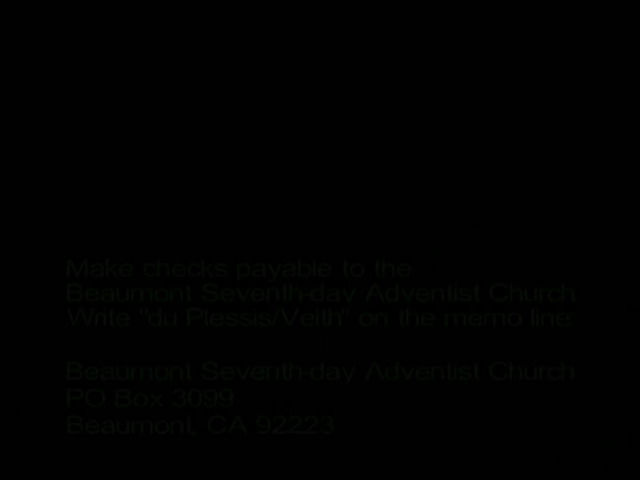 Make checks payable to the
Beaumont Seventh-day Adventist Church
Write "du Plessis/Veith" on the memo line.
Beaumont Seventh-day Adventist Church
PO Box 3099
Beaumont, CA 92223